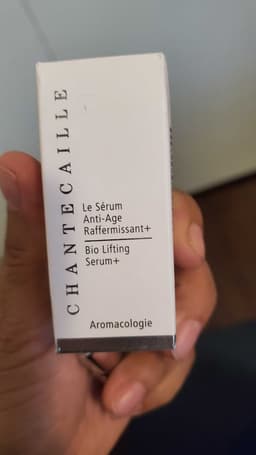 CHANTECAILLE
Le Sérum
Anti-Age
Raffermissant+
Bio Lifting
Serum+
Aromacologie